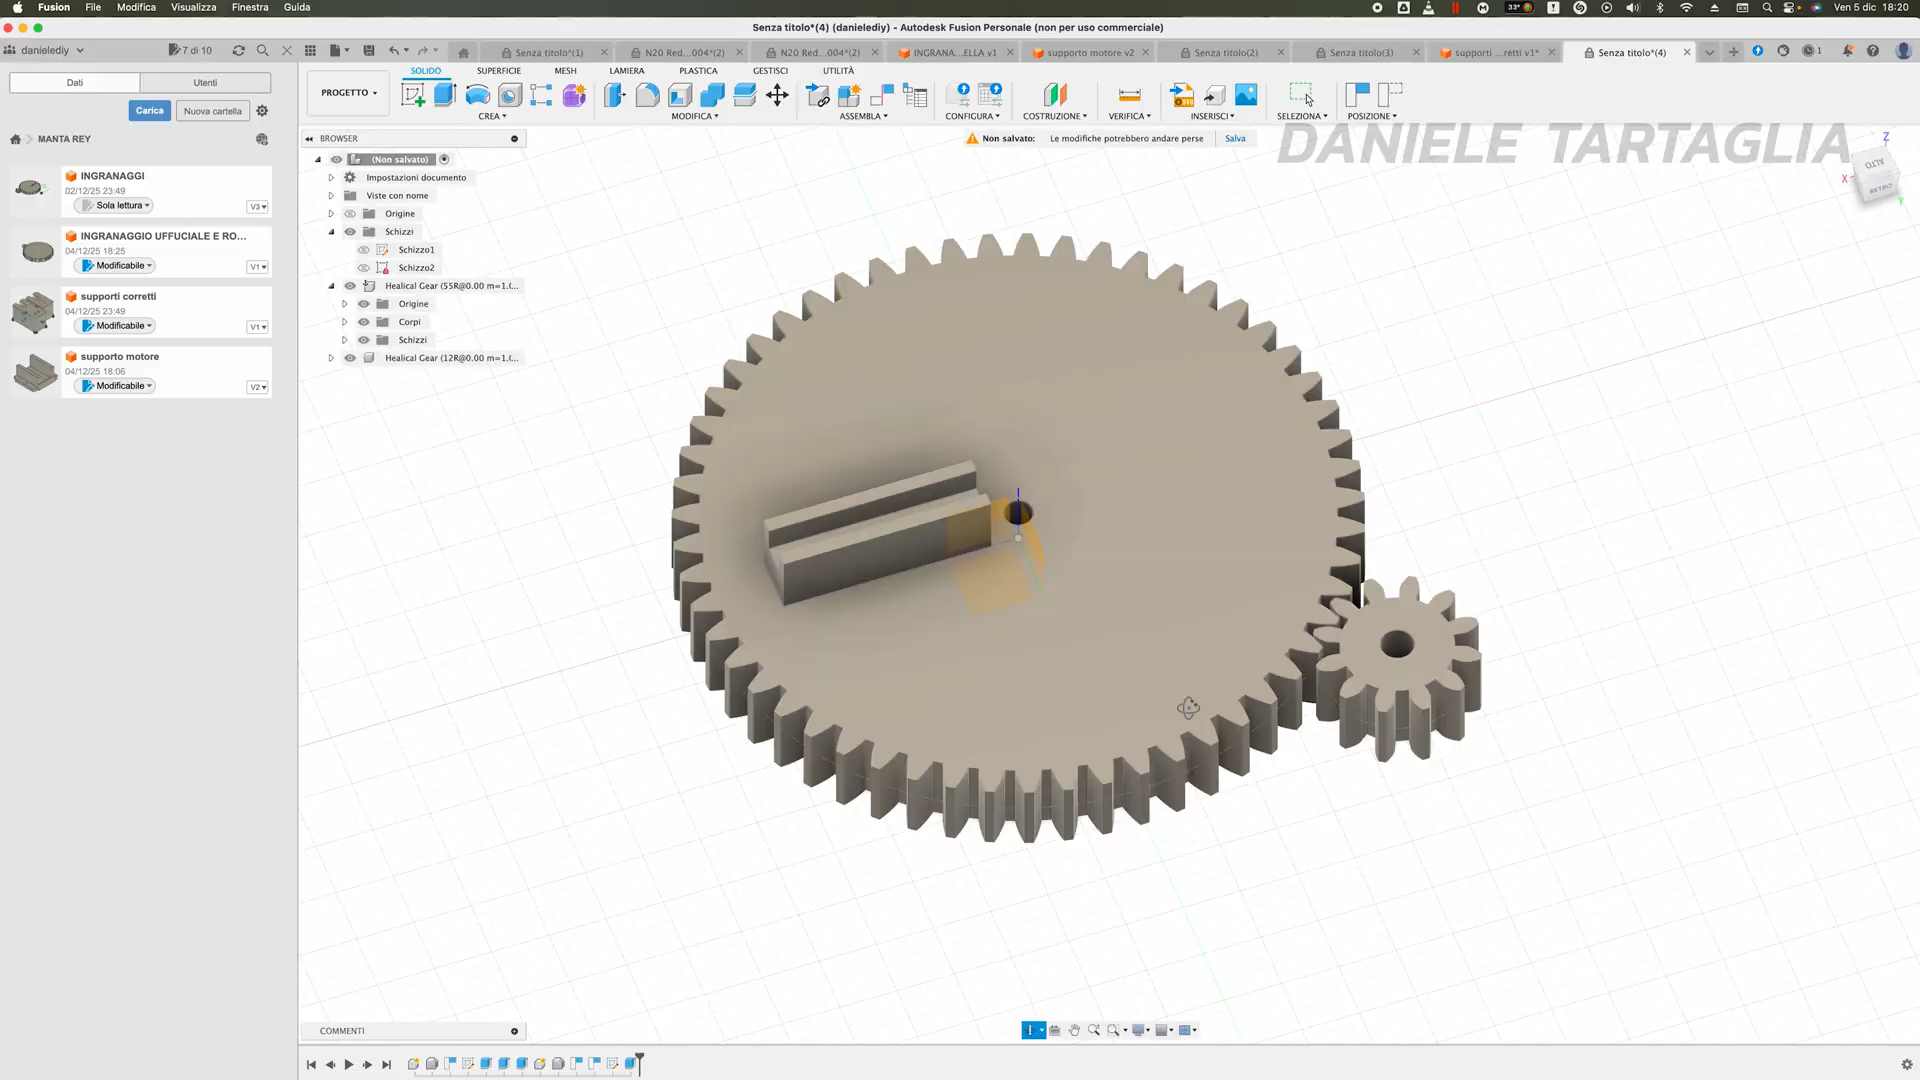 Fusion File Modifica Visualizza Inserisci Finestra Guida
33°
Ven 5 dic 18:20
Senza titolo*(4) (danielediy) - Autodesk Fusion Personale (non per uso commerciale)
danielediy
7 di 10
Senza titolo*(1)
N20 Red...004*(2)
N20 Red...004*(2)
INGRANA...ELLA v1
supporto motore v2
Senza titolo(2)
Senza titolo(3)
supporti ...retti v1*
Senza titolo*(4)
1
Dati
Utenti
SOLIDO
SUPERFICIE
MESH
LAMIERA
PLASTICA
GESTISCI
UTILITÀ
PROGETTO
Carica
Nuova cartella
CREA
MODIFICA
ASSEMBLA
CONFIGURA
COSTRUZIONE
VERIFICA
INSERISCI
SELEZIONA
POSIZIONE
MANTA REY
BROWSER
Non salvato:
Le modifiche potrebbero andare perse
Salva
DANIELE TARTAGLIA
Z
ALTO
RETRO
X
Y
INGRANAGGI
02/12/25 23:49
Sola lettura
V3
INGRANAGGIO UFFUCIALE E RO...
04/12/25 18:25
Modificabile
V1
supporti corretti
04/12/25 23:49
Modificabile
V1
supporto motore
04/12/25 18:06
Modificabile
V2
(Non salvato)
Impostazioni documento
Viste con nome
Origine
Schizzi
Schizzo1
Schizzo2
Healical Gear (55R@0.00 m=1.(...
Origine
Corpi
Schizzi
Healical Gear (12R@0.00 m=1.(...
COMMENTI